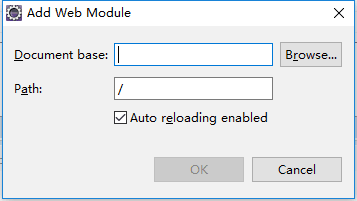 Add Web Module
Document base:
Browse...
Path:
/
Auto reloading enabled
OK
Cancel